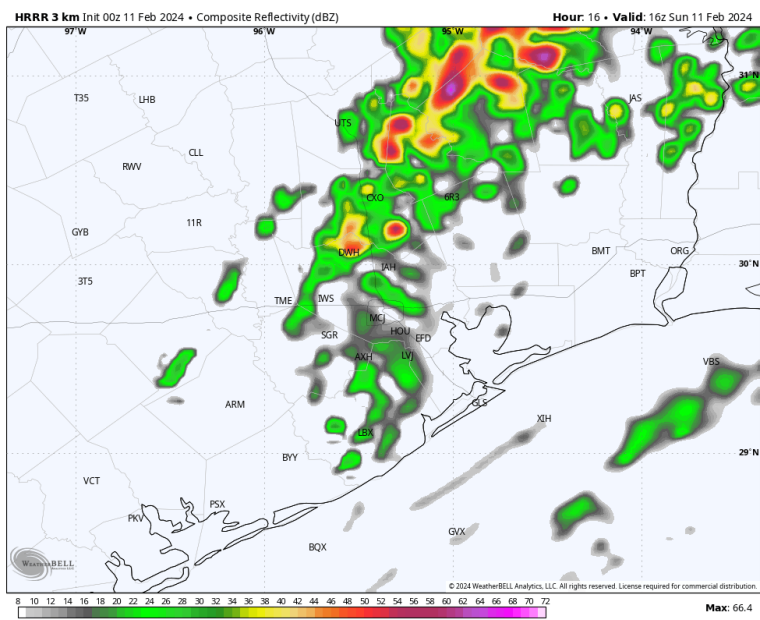 HRRR 3 km Init 00z 11 Feb 2024 • Composite Reflectivity (dBZ) Hour: 16 • Valid: 16z Sun 11 Feb 2024
97°W 96°W 95°W 94°W
31°N
T35 LHB JAS
UTS
CLL
RWV
CXO 6R3
11R
GYB
DWH BMT ORG
30°N
IAH
BPT
3T5
TME IWS
MCJ
SGR HOU EFD
AXH LVJ VBS
ARM GLS
XIH
LBX
29°N
BYY
VCT
PSX
PKV
GVX
BQX
WEATHERBELL
© 2024 WeatherBELL Analytics, LLC. All rights reserved. License required for commercial distribution.
8 10 12 14 16 18 20 22 24 26 28 30 32 34 36 38 40 42 44 46 48 50 52 54 56 58 60 62 64 66 68 70 72 Max: 66.4